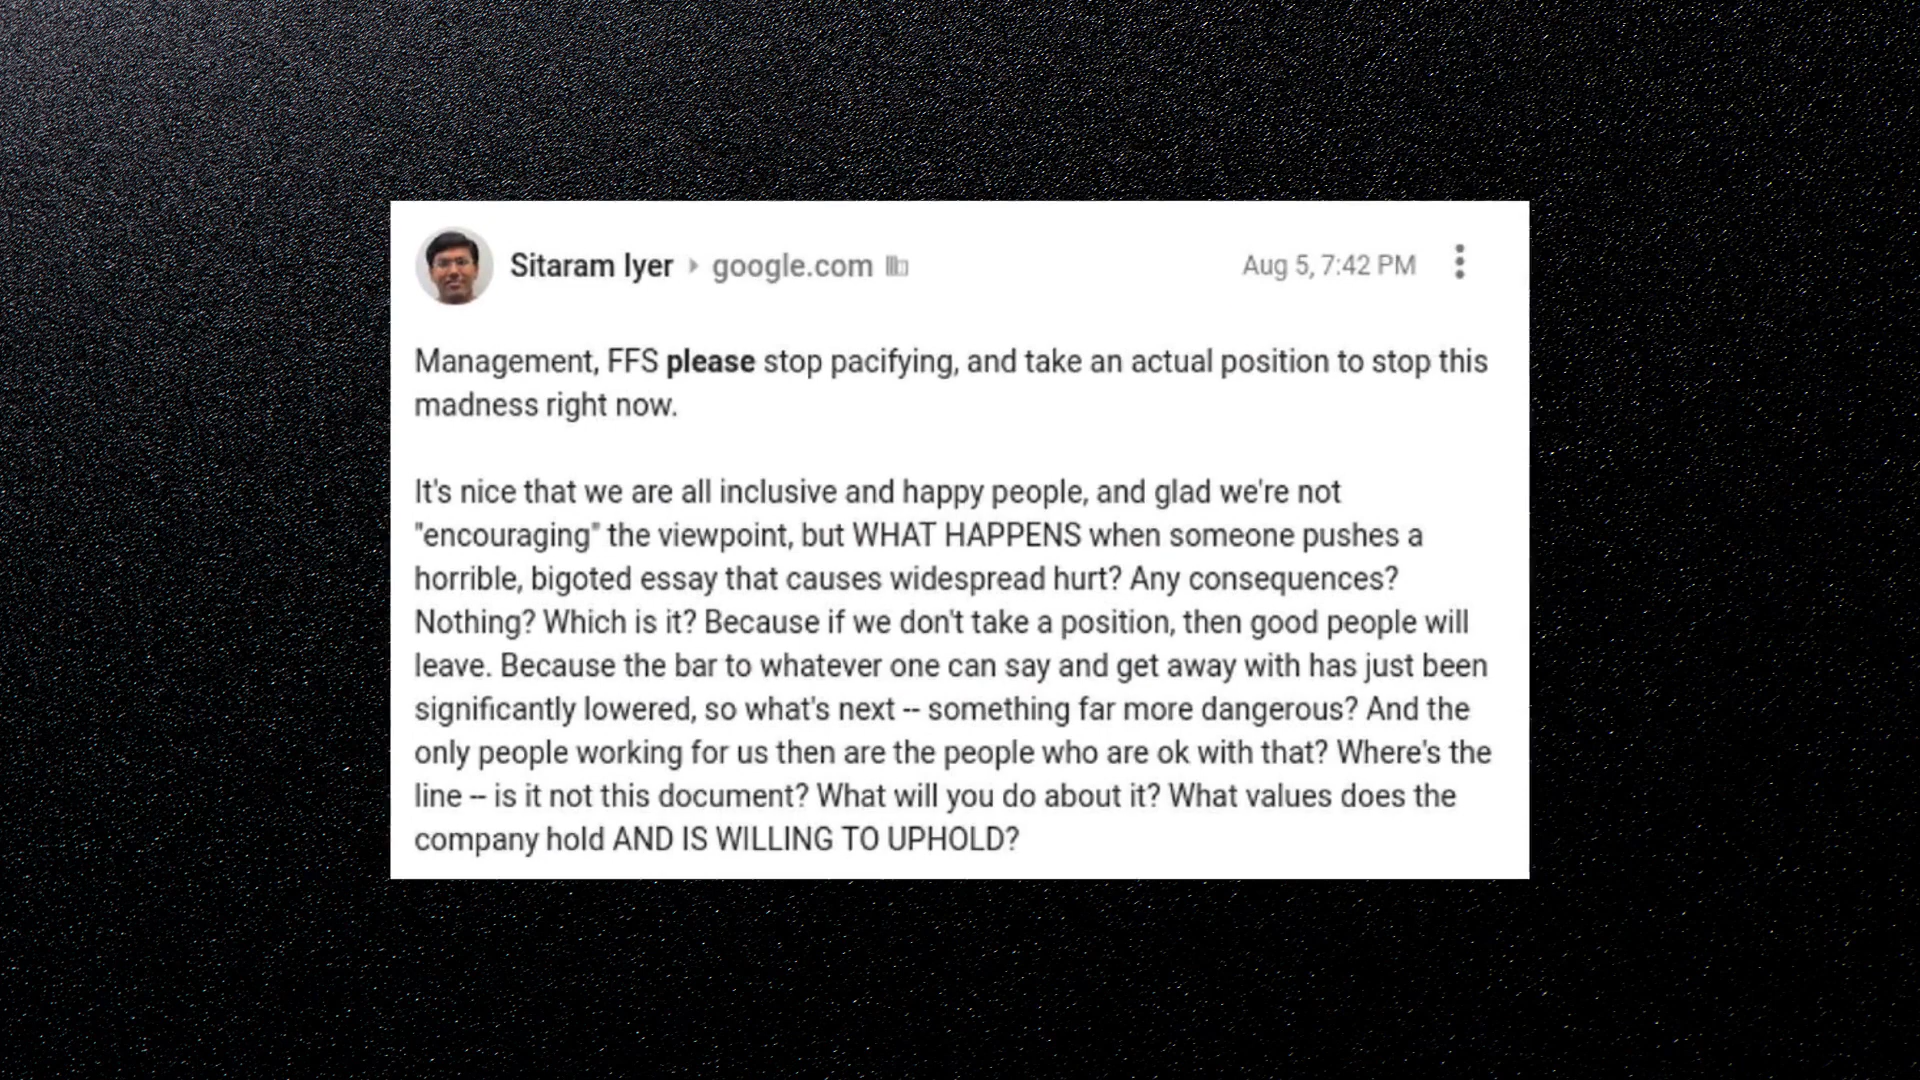 Sitaram Iyer google.com Aug 5, 7:42 PM
Management, FFS please stop pacifying, and take an actual position to stop this
madness right now.
It's nice that we are all inclusive and happy people, and glad we're not
"encouraging" the viewpoint, but WHAT HAPPENS when someone pushes a
horrible, bigoted essay that causes widespread hurt? Any consequences?
Nothing? Which is it? Because if we don't take a position, then good people will
leave. Because the bar to whatever one can say and get away with has just been
significantly lowered, so what's next -- something far more dangerous? And the
only people working for us then are the people who are ok with that? Where's the
line -- is it not this document? What will you do about it? What values does the
company hold AND IS WILLING TO UPHOLD?